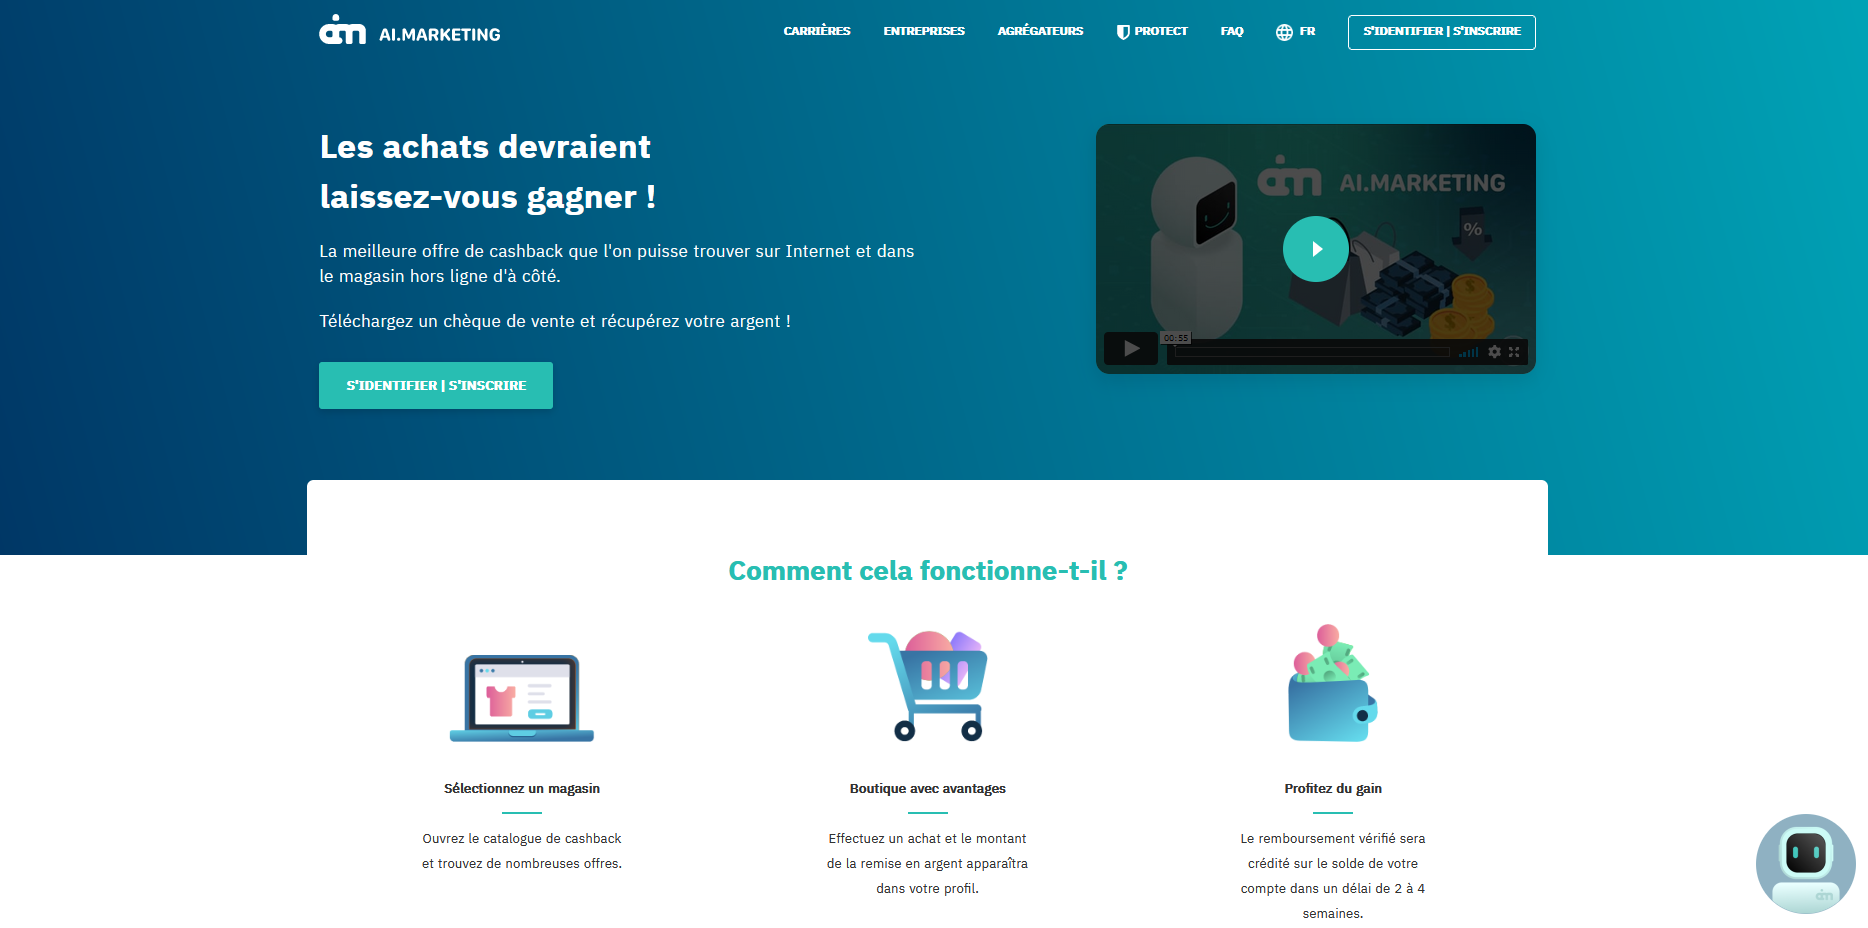 aim AI.MARKETING
CARRIÈRES ENTREPRISES AGRÉGATEURS PROTECT FAQ FR S'IDENTIFIER | S'INSCRIRE
Les achats devraient
laissez-vous gagner !
La meilleure offre de cashback que l'on puisse trouver sur Internet et dans
le magasin hors ligne d'à côté.
Téléchargez un chèque de vente et récupérez votre argent !
S'IDENTIFIER | S'INSCRIRE
aim AI.MARKETING
%
00:55
Comment cela fonctionne-t-il ?
Sélectionnez un magasin
Ouvrez le catalogue de cashback
et trouvez de nombreuses offres.
Boutique avec avantages
Effectuez un achat et le montant
de la remise en argent apparaîtra
dans votre profil.
Profitez du gain
Le remboursement vérifié sera
crédité sur le solde de votre
compte dans un délai de 2 à 4
semaines.
aim